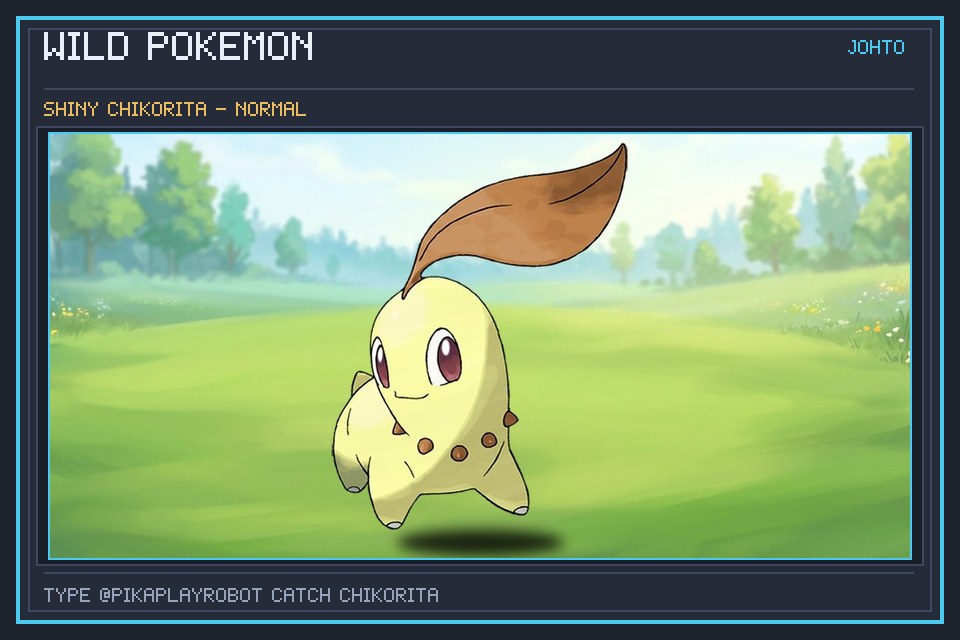 WILD POKEMON
JOHTO
SHINY CHIKORITA - NORMAL
TYPE @PIKAPLAYROBOT CATCH CHIKORITA